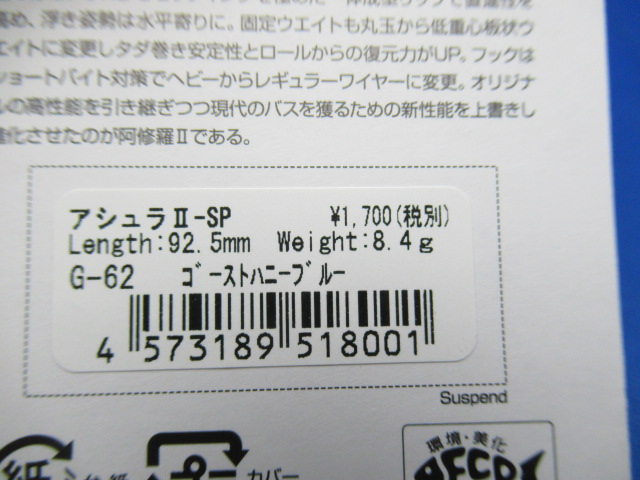 高め、浮き姿勢は水平寄りに。固定ウエイトも丸玉から低重心板状ウ
エイトに変更しタダ巻き安定性とロールからの復元力がUP。フックは
ショートバイト対策でヘビーからレギュラーワイヤーに変更。オリジナ
ルの高性能を引き継ぎつつ現代のバスを獲るための新性能を上書きし
進化させたのが阿修羅Ⅱである。
アシュラⅡ-SP ¥1,700(税別)
Length:92.5mm Weight:8.4g
G-62 ゴーストハニーブルー
4 573189 518001
Suspend
紙
カバー
環境・美化